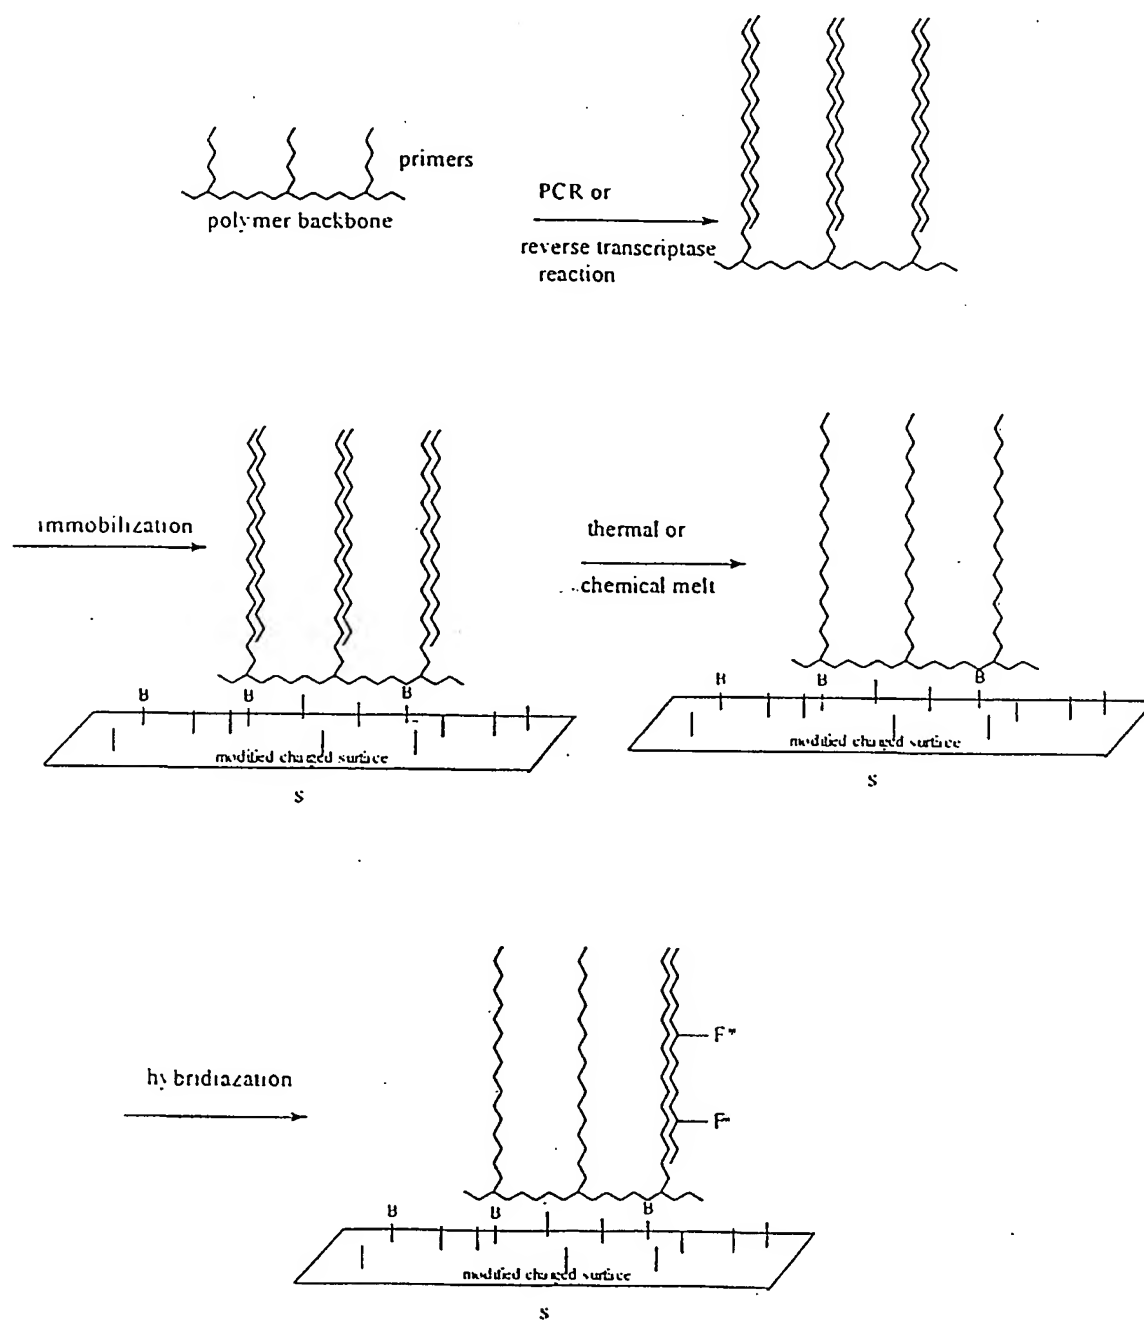 primers
polymer backbone
PCR or
reverse transcriptase
reaction
immobilization
thermal or
chemical melt
B
B
B
modified charged surface
S
B
B
B
modified charged surface
S
hybridiazation
F*
F*
B
B
B
modified charged surface
S